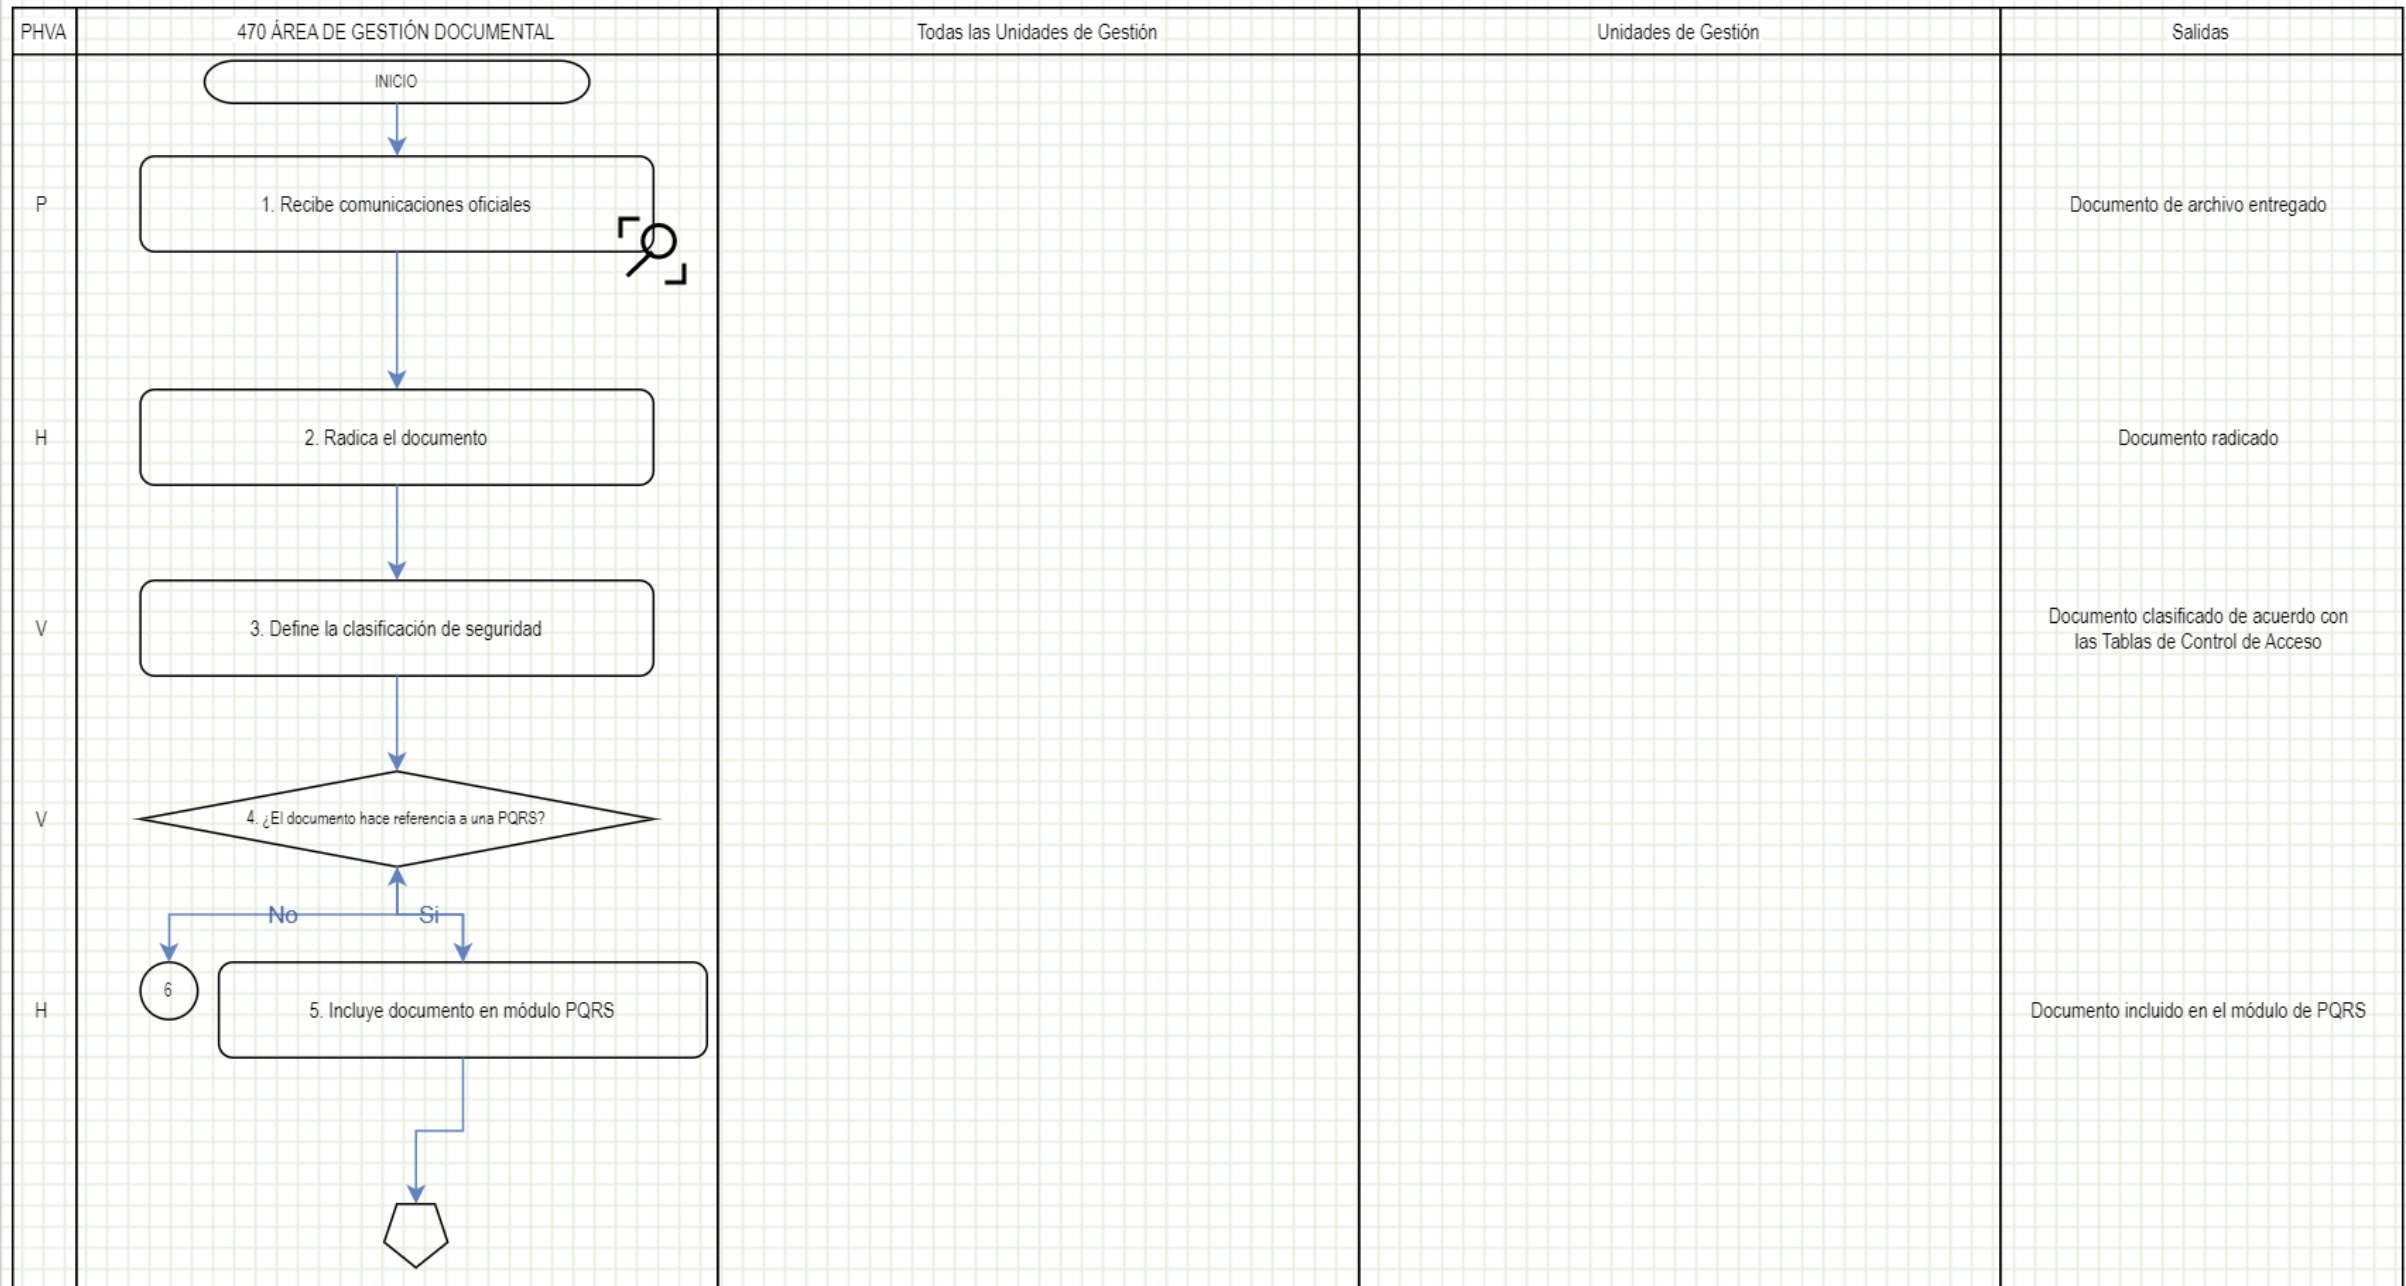 PHVA
470 ÁREA DE GESTIÓN DOCUMENTAL
Todas las Unidades de Gestión
Unidades de Gestión
Salidas
INICIO
P
1. Recibe comunicaciones oficiales
Documento de archivo entregado
H
2. Radica el documento
Documento radicado
V
3. Define la clasificación de seguridad
Documento clasificado de acuerdo con
las Tablas de Control de Acceso
V
4. ¿El documento hace referencia a una PQRS?
No
Si
H
6
5. Incluye documento en módulo PQRS
Documento incluido en el módulo de PQRS